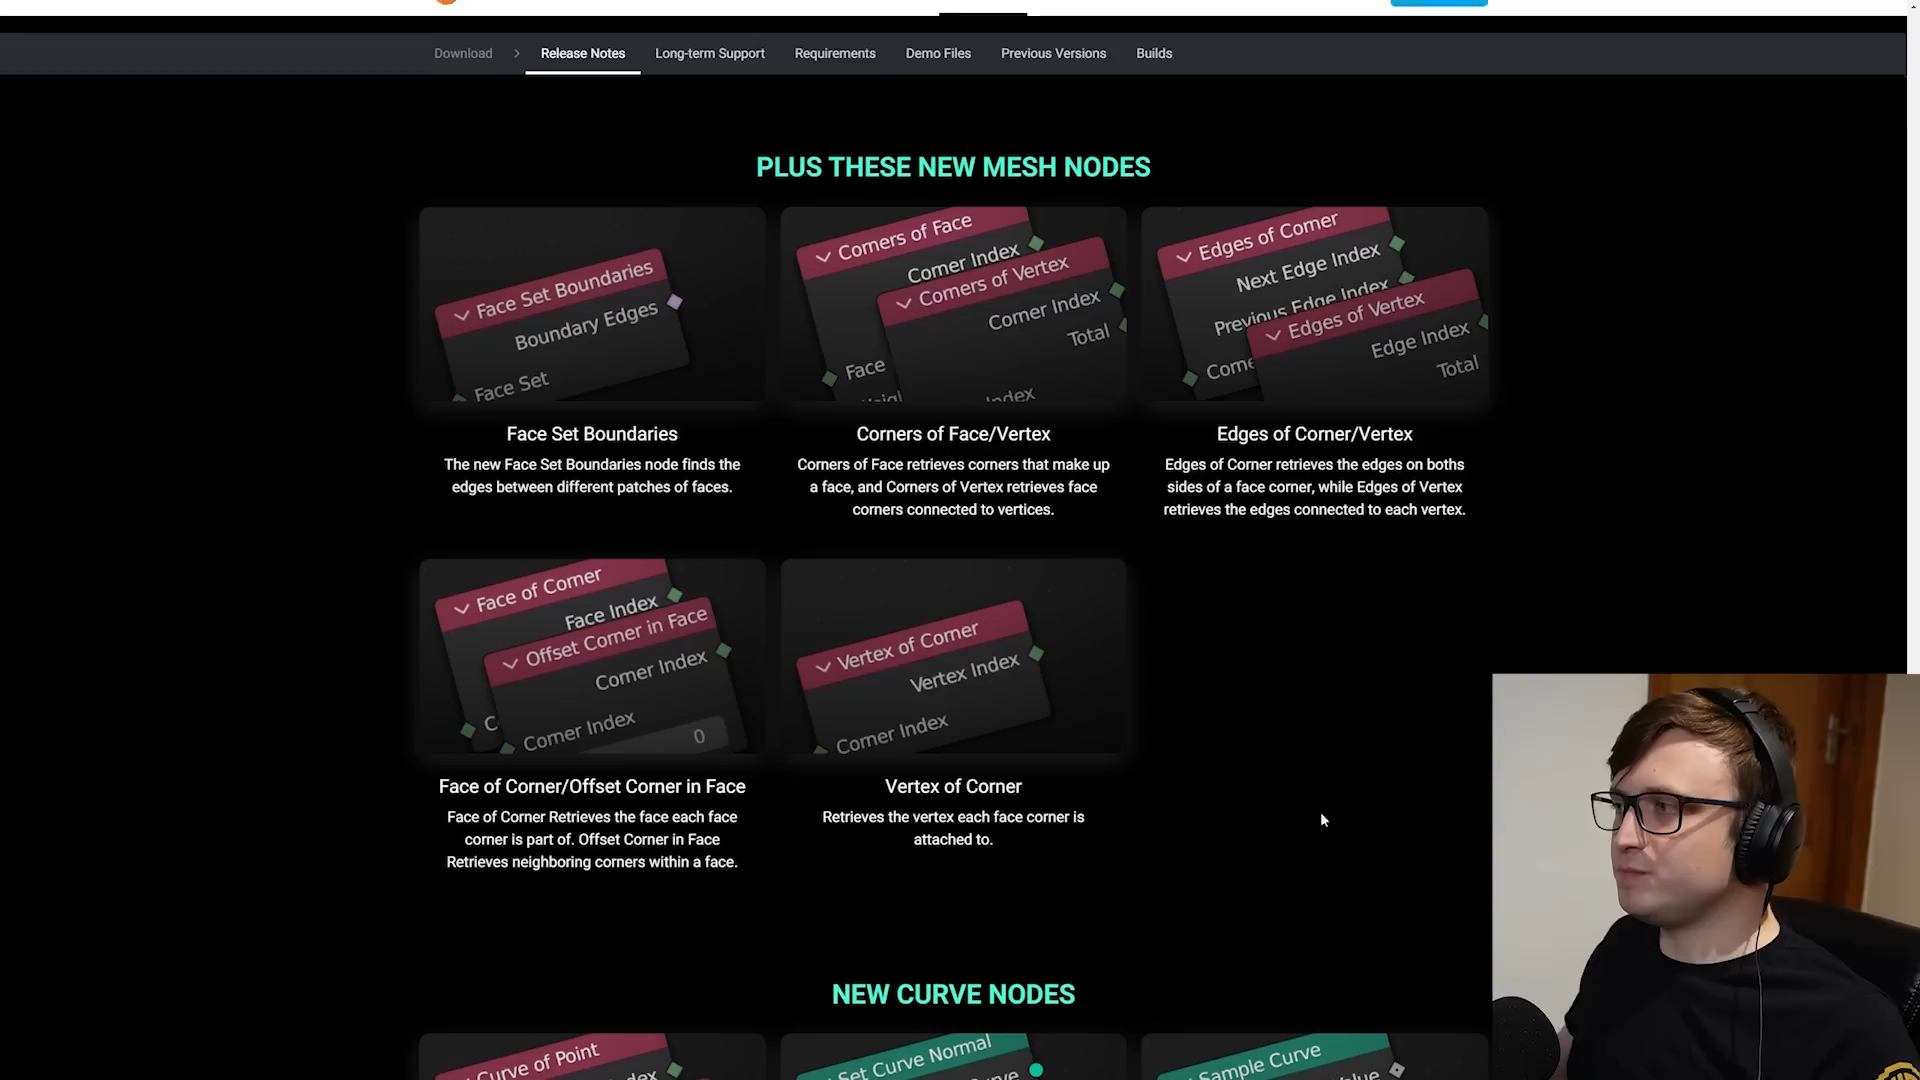 Download
Release Notes
Long-term Support
Requirements
Demo Files
Previous Versions
Builds
PLUS THESE NEW MESH NODES
Face Set Boundaries
Boundary Edges
Face Set
Corners of Face
Corner Index
Face
Corners of Vertex
Corner Index
Total
Edges of Corner
Next Edge Index
Previous Edge Index
Edges of Vertex
Edge Index
Total
Face Set Boundaries
The new Face Set Boundaries node finds the
edges between different patches of faces.
Corners of Face/Vertex
Corners of Face retrieves corners that make up
a face, and Corners of Vertex retrieves face
corners connected to vertices.
Edges of Corner/Vertex
Edges of Corner retrieves the edges on boths
sides of a face corner, while Edges of Vertex
retrieves the edges connected to each vertex.
Face of Corner
Face Index
Offset Corner in Face
Corner Index
Corner Index
0
Vertex of Corner
Vertex Index
Corner Index
Face of Corner/Offset Corner in Face
Face of Corner Retrieves the face each face
corner is part of. Offset Corner in Face
Retrieves neighboring corners within a face.
Vertex of Corner
Retrieves the vertex each face corner is
attached to.
NEW CURVE NODES
Curve of Point
Set Curve Normal
Sample Curve